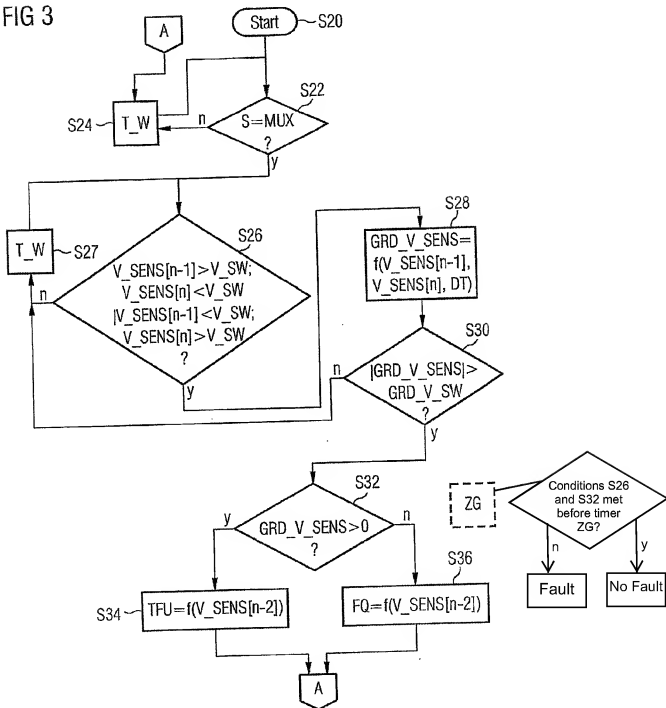 FIG 3
A
Start
S20
S22
S24
T_W
n
S=MUX
?
y
S26
T_W
S27
V_SENS[n-1]>V_SW;
V_SENS[n]<V_SW
|V_SENS[n-1]<V_SW;
V_SENS[n]>V_SW
?
n
y
S28
GRD_V_SENS=
f(V_SENS[n-1],
V_SENS[n], DT)
S30
n
|GRD_V_SENS|>
GRD_V_SW
?
y
S32
y
GRD_V_SENS>0
?
n
ZG
Conditions S26
and S32 met
before timer
ZG?
n
y
Fault
No Fault
S34
TFU=f(V_SENS[n-2])
S36
FQ=f(V_SENS[n-2])
A